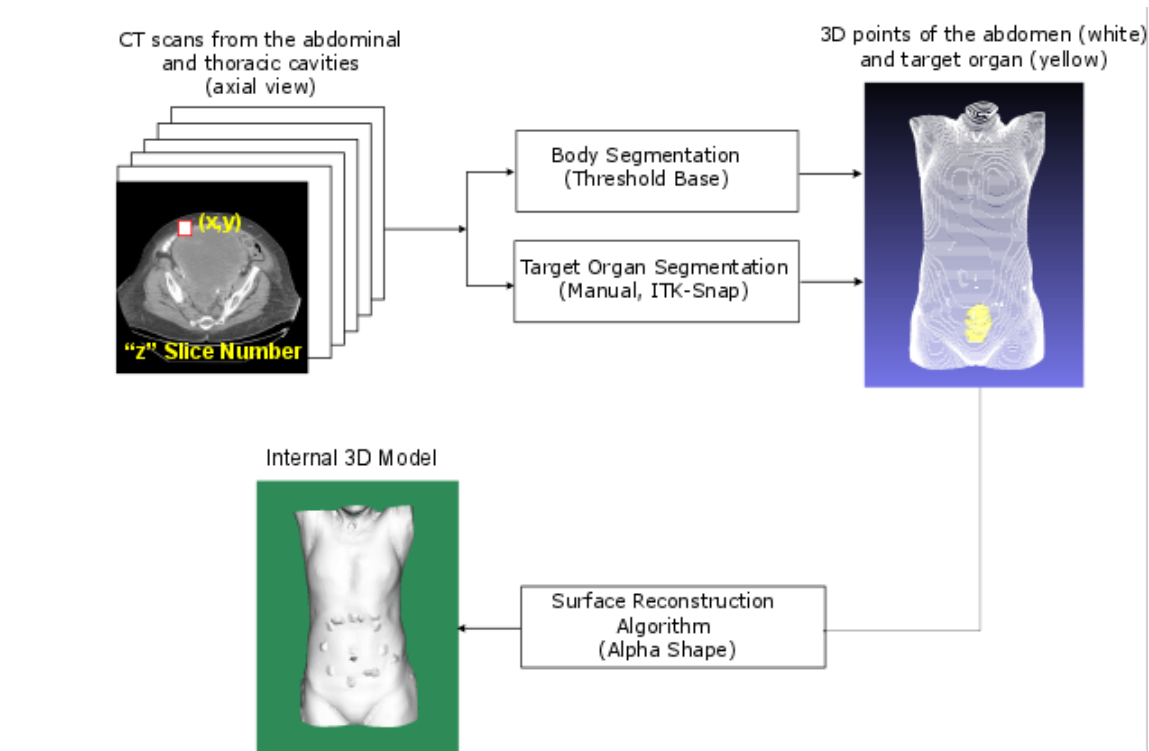 CT scans from the abdominal
and thoracic cavities
(axial view)
3D points of the abdomen (white)
and target organ (yellow)
Body Segmentation
(Threshold Base)
(x,y)
Target Organ Segmentation
(Manual, ITK-Snap)
“z” Slice Number
Internal 3D Model
Surface Reconstruction
Algorithm
(Alpha Shape)